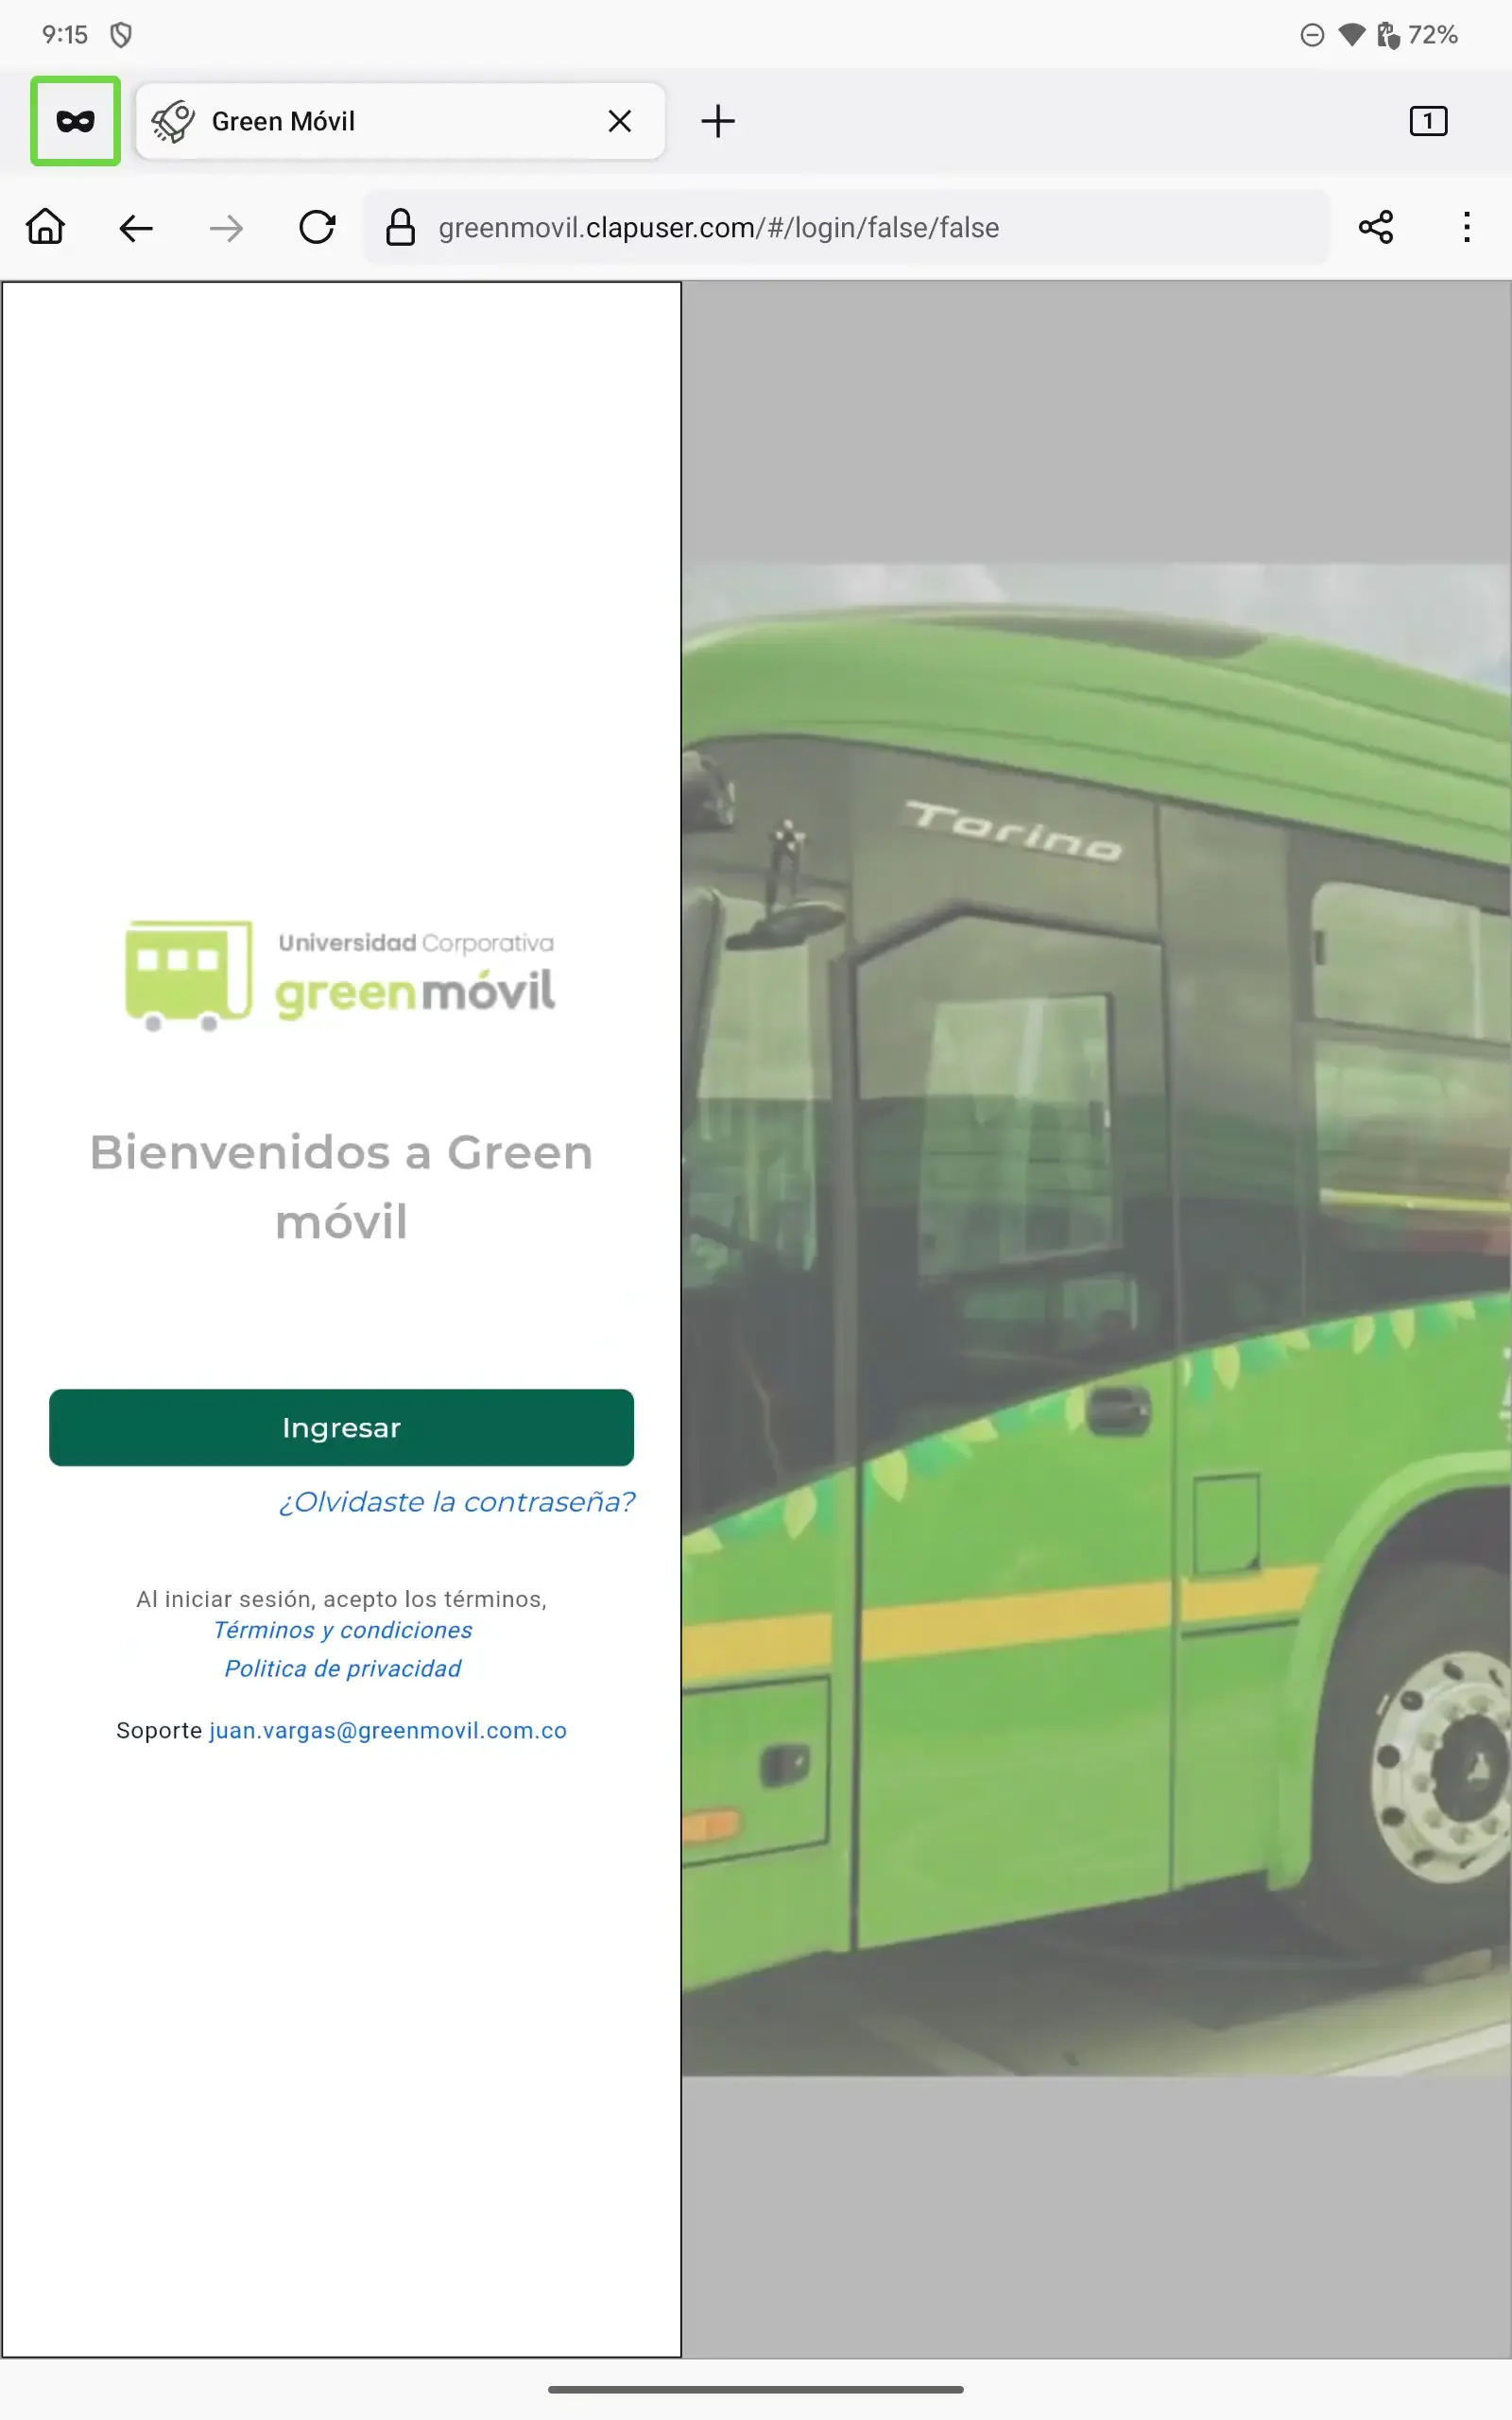 9:15
72%
Green Móvil
1
greenmovil.clapuser.com/#/login/false/false
Universidad Corporativa
greenmóvil
Torino
Bienvenidos a Green
móvil
Ingresar
¿Olvidaste la contraseña?
Al iniciar sesión, acepto los términos,
Términos y condiciones
Politica de privacidad
Soporte juan.vargas@greenmovil.com.co